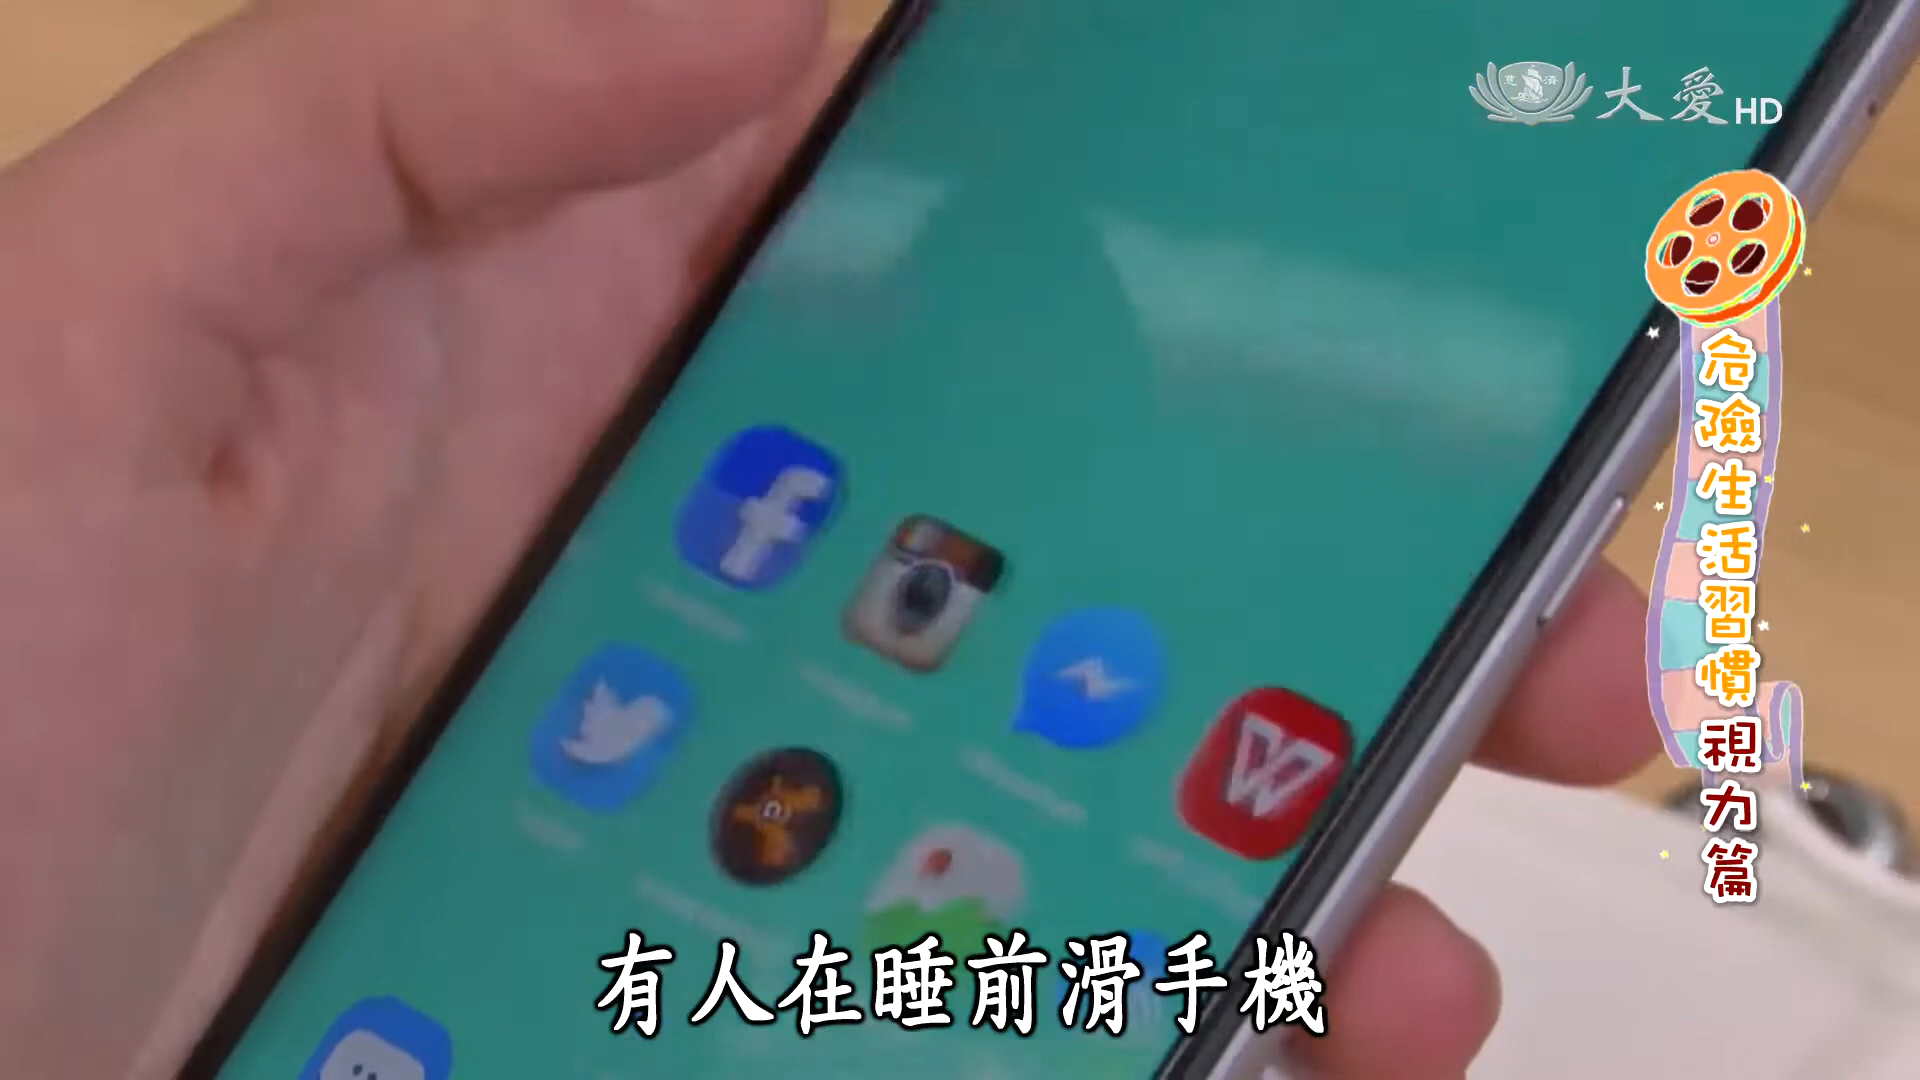 大愛HD
危險生活習慣視力篇
有人在睡前滑手機